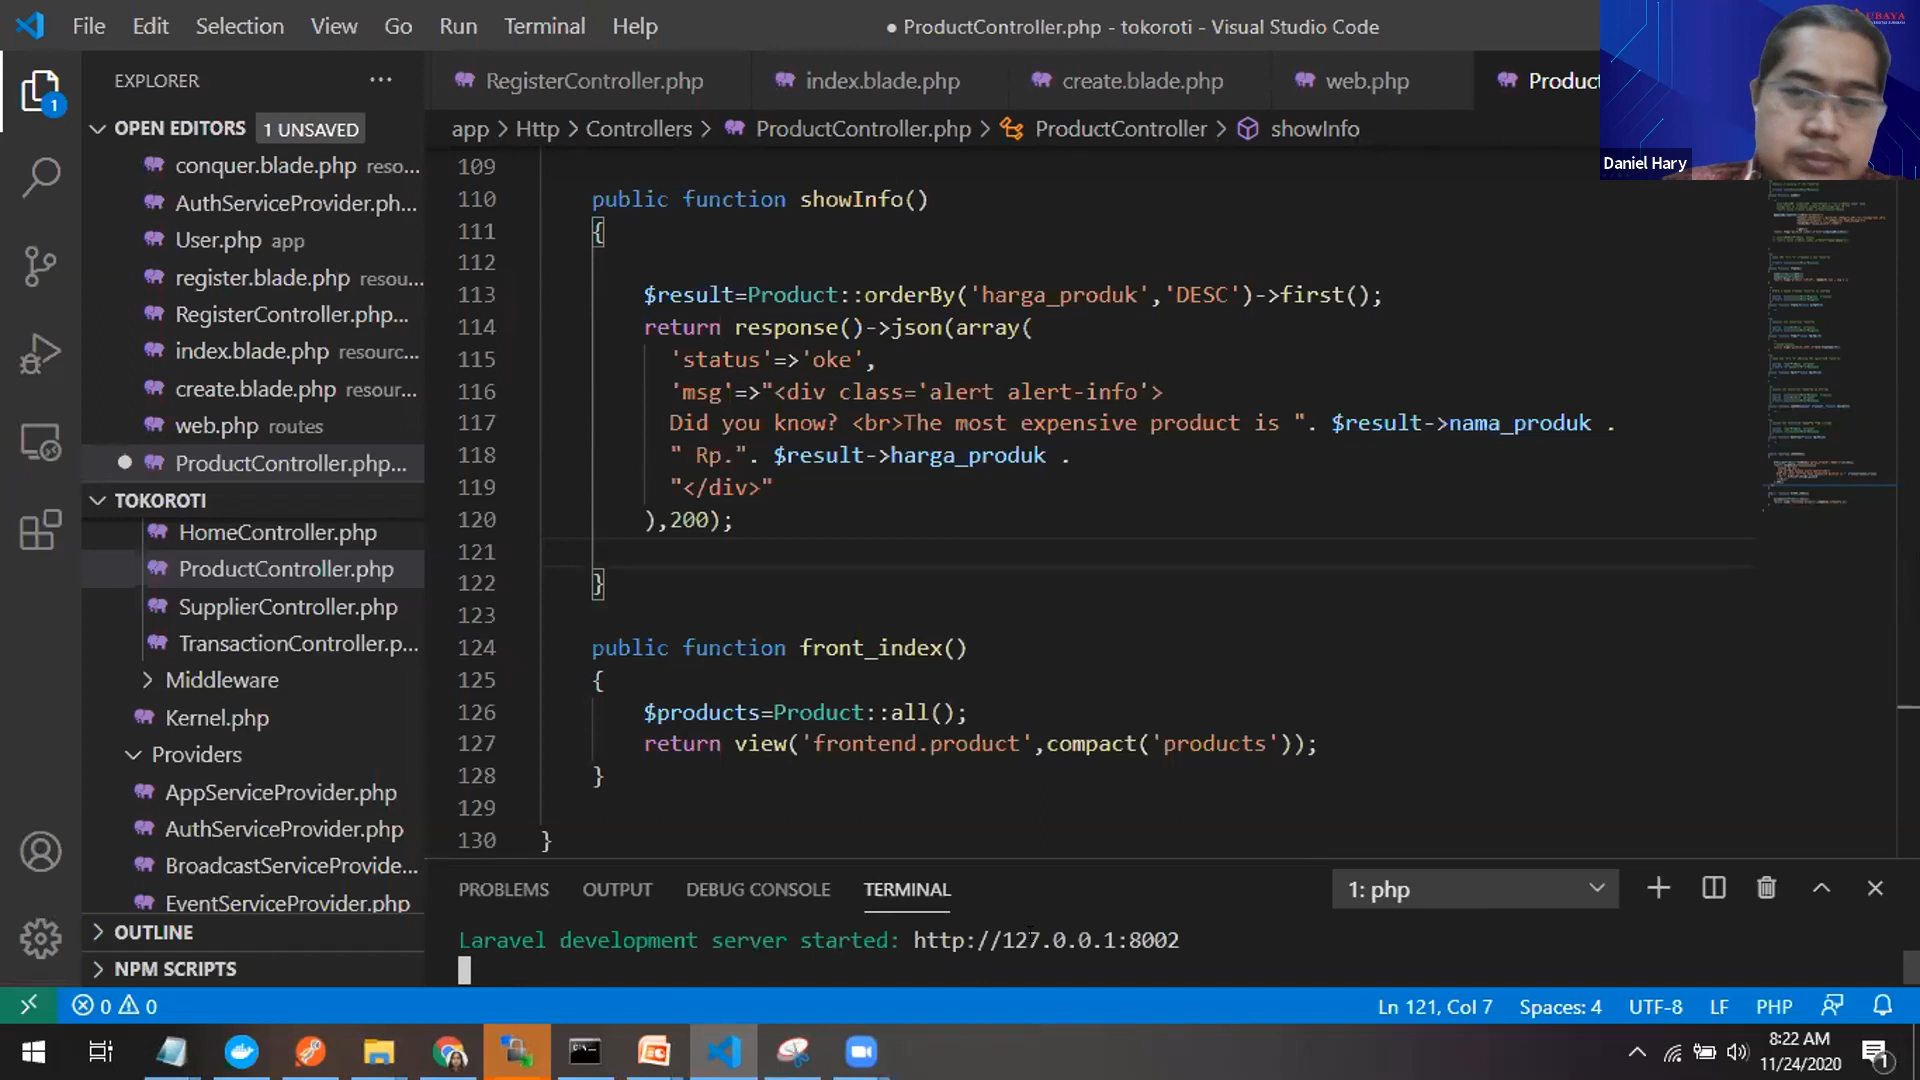 File Edit Selection View Go Run Terminal Help
● ProductController.php - tokoroti - Visual Studio Code
UBAYA
Daniel Hary
EXPLORER ...
RegisterController.php index.blade.php create.blade.php web.php Produc
app > Http > Controllers > ProductController.php > ProductController > showInfo
OPEN EDITORS 1 UNSAVED
conquer.blade.php reso...
AuthServiceProvider.ph...
User.php app
register.blade.php resou...
RegisterController.php...
index.blade.php resourc...
create.blade.php resour...
web.php routes
ProductController.php...
TOKOROTI
HomeController.php
ProductController.php
SupplierController.php
TransactionController.p...
Middleware
Kernel.php
Providers
AppServiceProvider.php
AuthServiceProvider.php
BroadcastServiceProvide...
EventServiceProvider.php
OUTLINE
NPM SCRIPTS
1
109
110 public function showInfo()
111 {
112
113 $result=Product::orderBy('harga_produk','DESC')->first();
114 return response()->json(array(
115 'status'=>'oke',
116 'msg'=>"<div class='alert alert-info'>
117 Did you know? <br>The most expensive product is ". $result->nama_produk .
118 " Rp.". $result->harga_produk .
119 "</div>"
120 ),200);
121
122 }
123
124 public function front_index()
125 {
126 $products=Product::all();
127 return view('frontend.product',compact('products'));
128 }
129
130 }
PROBLEMS OUTPUT DEBUG CONSOLE TERMINAL 1: php
Laravel development server started: http://127.0.0.1:8002
0 0 Ln 121, Col 7 Spaces: 4 UTF-8 LF PHP
8:22 AM
11/24/2020
1